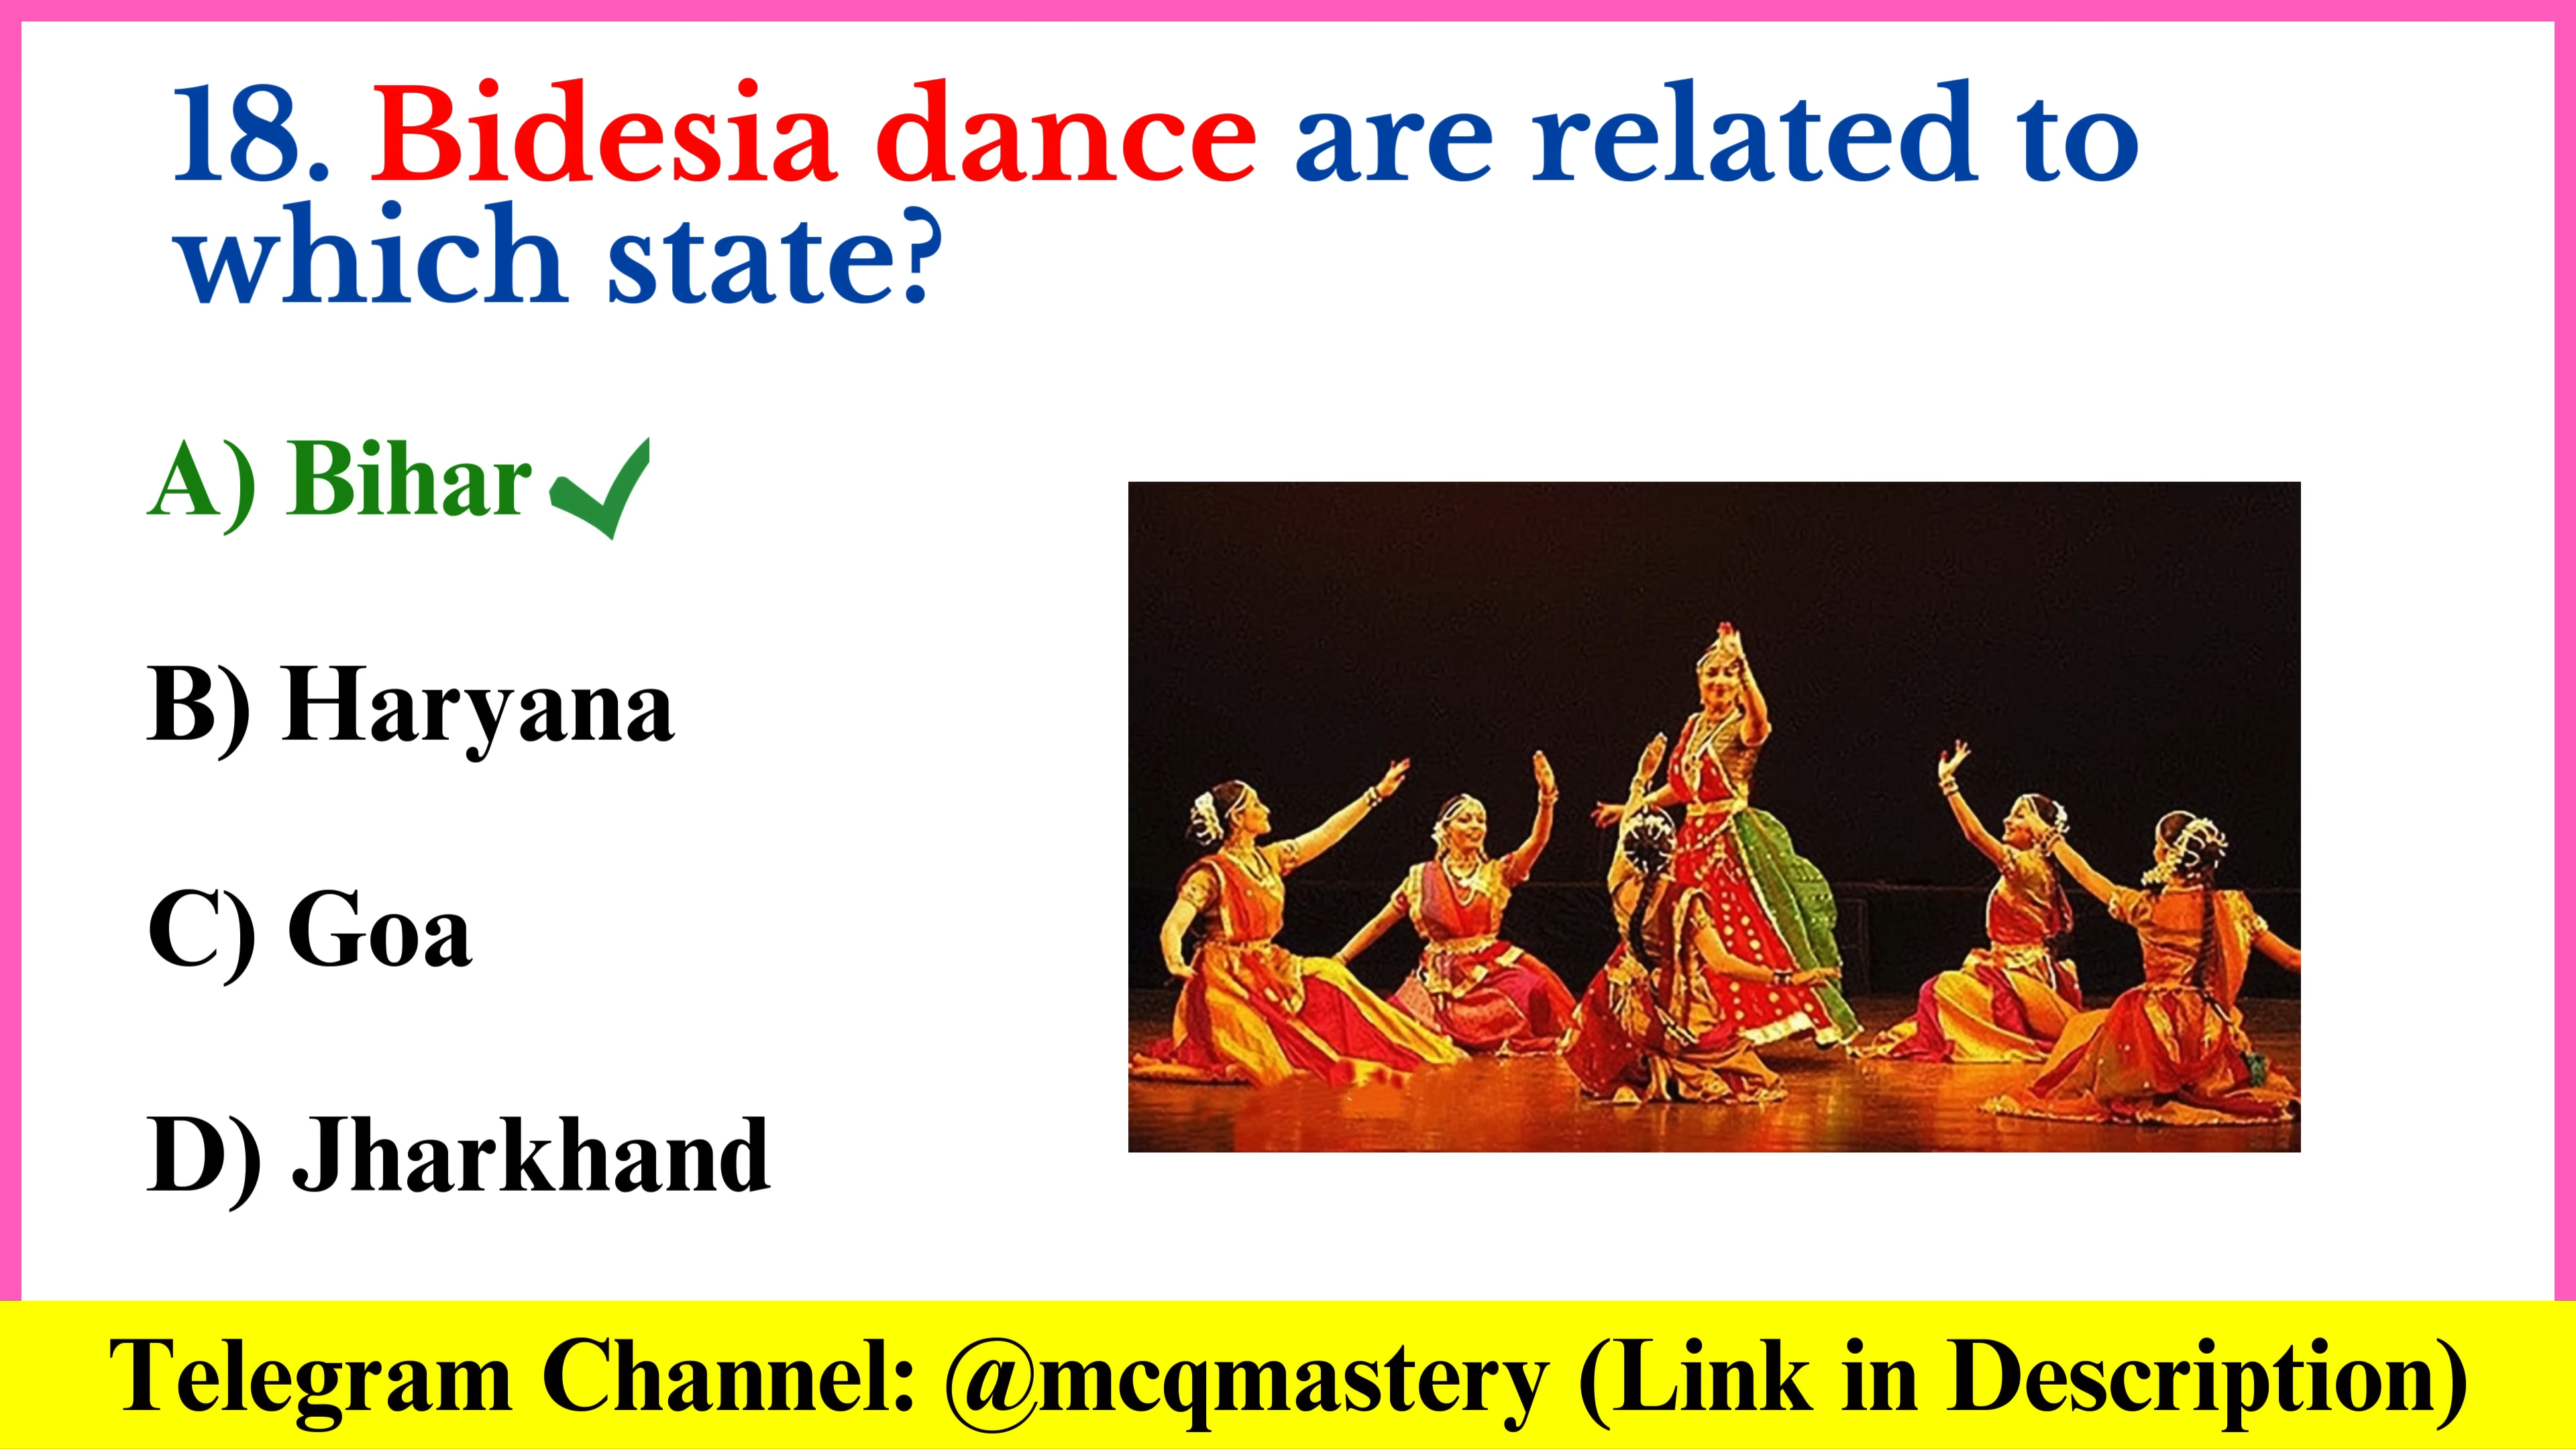 18. Bidesia dance are related to
which state?
A) Bihar
B) Haryana
C) Goa
D) Jharkhand
Telegram Channel: @mcqmastery (Link in Description)